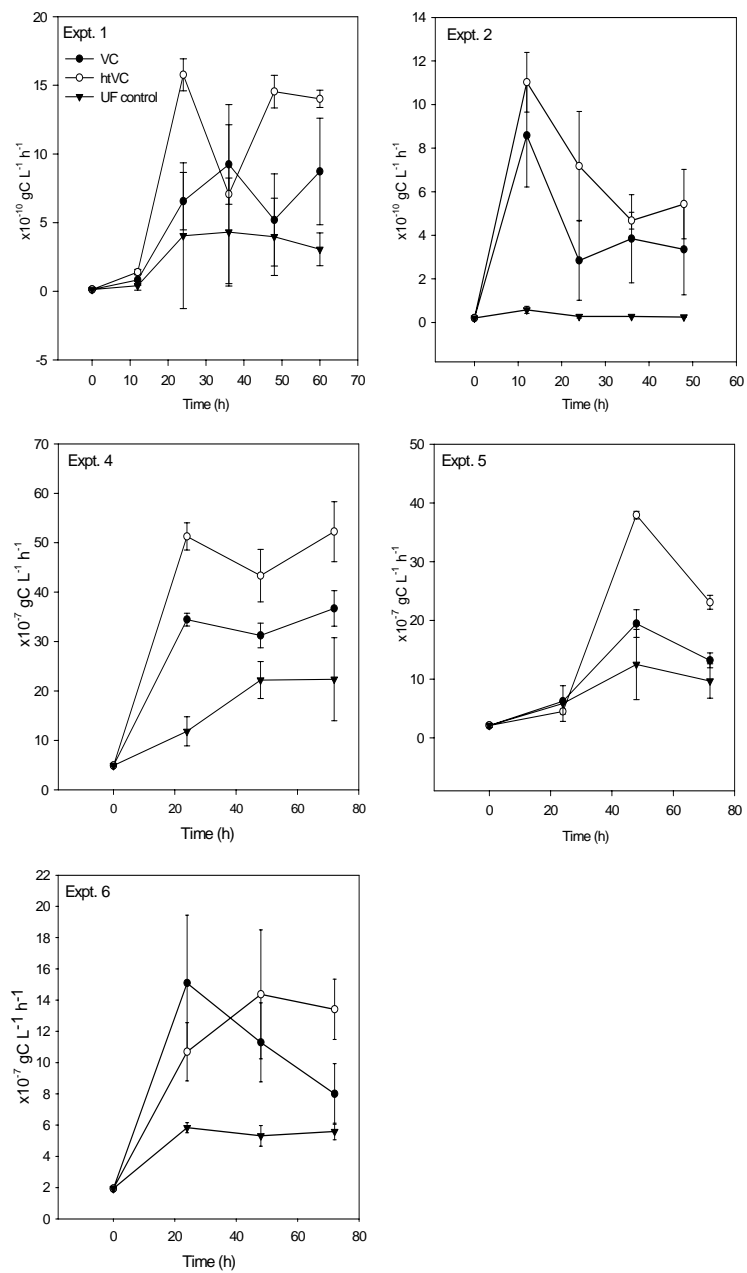 Expt. 1
VC
htVC
UF control
20
15
10
5
0
-5
x10⁻¹⁰ gC L⁻¹ h⁻¹
0 10 20 30 40 50 60 70
Time (h)
Expt. 2
14
12
10
8
6
4
2
0
x10⁻¹⁰ gC L⁻¹ h⁻¹
0 10 20 30 40 50 60
Time (h)
Expt. 4
70
60
50
40
30
20
10
0
x10⁻⁷ gC L⁻¹ h⁻¹
0 20 40 60 80
Time (h)
Expt. 5
50
40
30
20
10
0
x10⁻⁷ gC L⁻¹ h⁻¹
0 20 40 60 80
Time (h)
Expt. 6
22
20
18
16
14
12
10
8
6
4
2
0
x10⁻⁷ gC L⁻¹ h⁻¹
0 20 40 60 80
Time (h)